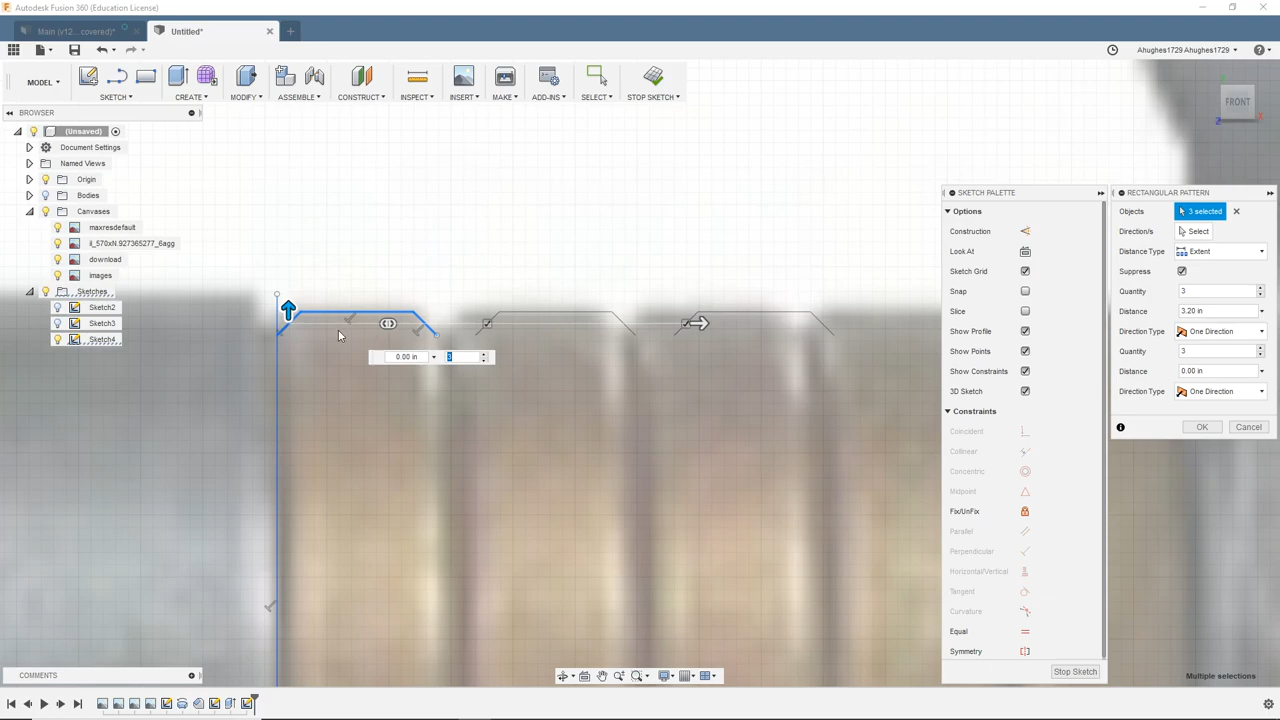 Autodesk Fusion 360 (Education License)
Main (v12... covered)*
Untitled*
Ahughes1729 Ahughes1729
MODEL
SKETCH
CREATE
MODIFY
ASSEMBLE
CONSTRUCT
INSPECT
INSERT
MAKE
ADD-INS
SELECT
STOP SKETCH
FRONT
Y
X
Z
BROWSER
(Unsaved)
Document Settings
Named Views
Origin
Bodies
Canvases
maxresdefault
il_570xN.927365277_6agg
download
images
Sketches
Sketch2
Sketch3
Sketch4
0.00 in
3
SKETCH PALETTE
Options
Construction
Look At
Sketch Grid
Snap
Slice
Show Profile
Show Points
Show Constraints
3D Sketch
Constraints
Coincident
Collinear
Concentric
Midpoint
Fix/UnFix
Parallel
Perpendicular
Horizontal/Vertical
Tangent
Curvature
Equal
Symmetry
Stop Sketch
RECTANGULAR PATTERN
Objects 3 selected
Direction/s Select
Distance Type Extent
Suppress
Quantity 3
Distance 3.20 in
Direction Type One Direction
Quantity 3
Distance 0.00 in
Direction Type One Direction
OK Cancel
COMMENTS
Multiple selections